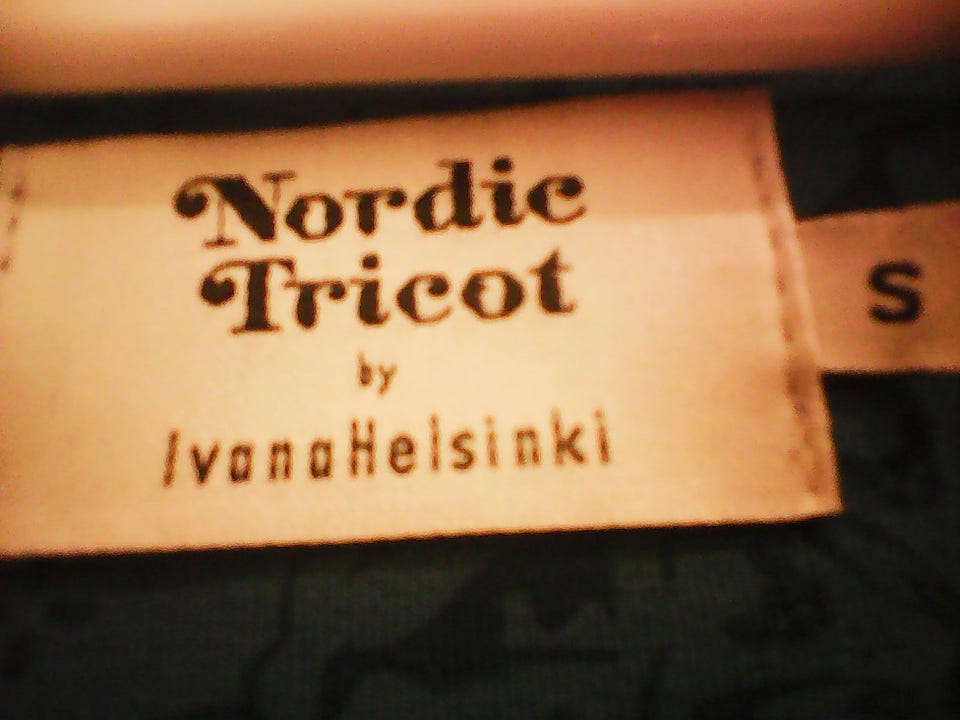 Nordic
Tricot
by
IvanaHelsinki
S